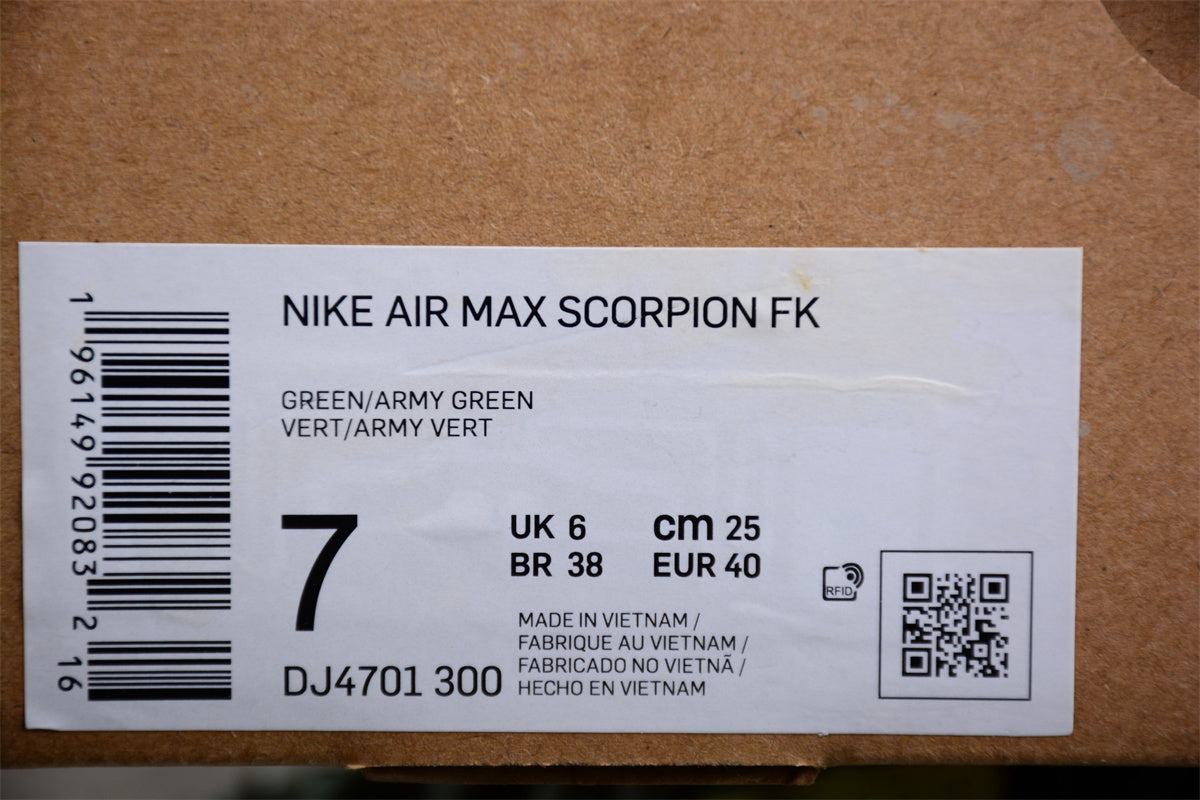 NIKE AIR MAX SCORPION FK
GREEN/ARMY GREEN
VERT/ARMY VERT
7
UK 6 cm 25
BR 38 EUR 40
MADE IN VIETNAM /
FABRIQUE AU VIETNAM /
FABRICADO NO VIETNÃ /
HECHO EN VIETNAM
DJ4701 300
RFID
1 96149 92083 2 16